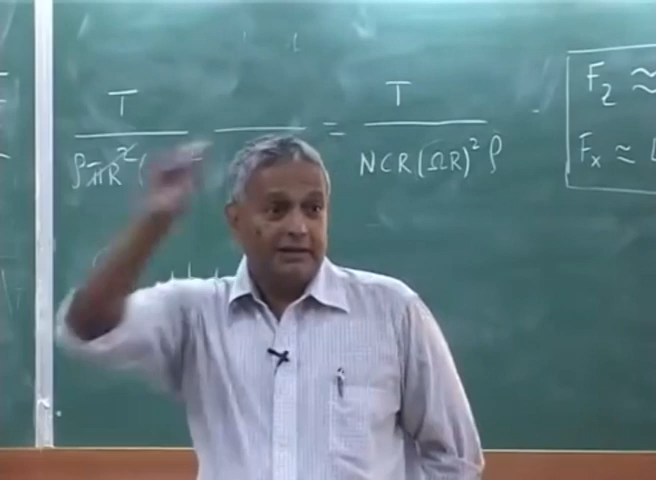 T = T F₂ ≈
ρπR² ( NCR(ΩR)²ρ Fₓ ≈